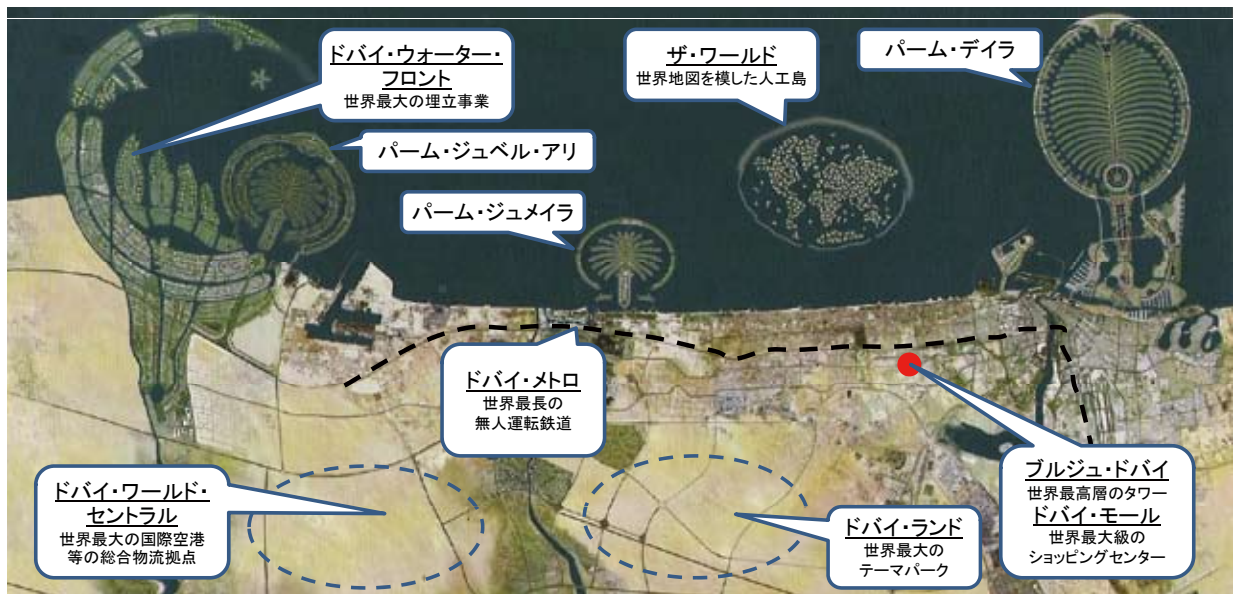 ドバイ・ウォーター・
フロント
世界最大の埋立事業
ザ・ワールド
世界地図を模した人工島
パーム・デイラ
パーム・ジュベル・アリ
パーム・ジュメイラ
ドバイ・メトロ
世界最長の
無人運転鉄道
ドバイ・ワールド・
セントラル
世界最大の国際空港
等の総合物流拠点
ドバイ・ランド
世界最大の
テーマパーク
ブルジュ・ドバイ
世界最高層のタワー
ドバイ・モール
世界最大級の
ショッピングセンター